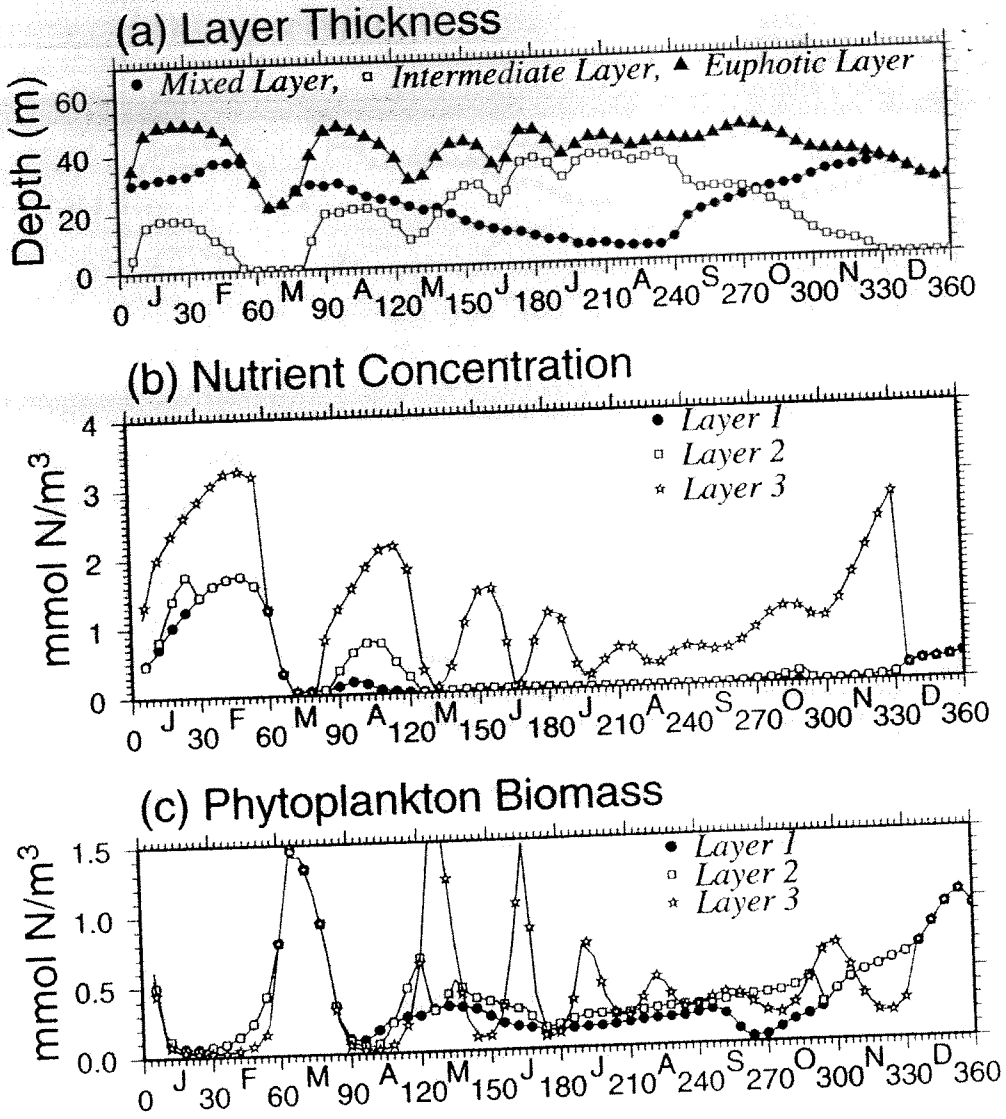 (a) Layer Thickness
● Mixed Layer, □ Intermediate Layer, ▲ Euphotic Layer
Depth (m)
60
40
20
0
J F M A M J J A S O N D
0 30 60 90 120 150 180 210 240 270 300 330 360
(b) Nutrient Concentration
● Layer 1
□ Layer 2
☆ Layer 3
mmol N/m³
4
3
2
1
0
J F M A M J J A S O N D
0 30 60 90 120 150 180 210 240 270 300 330 360
(c) Phytoplankton Biomass
● Layer 1
□ Layer 2
☆ Layer 3
mmol N/m³
1.5
1.0
0.5
0.0
J F M A M J J A S O N D
0 30 60 90 120 150 180 210 240 270 300 330 360